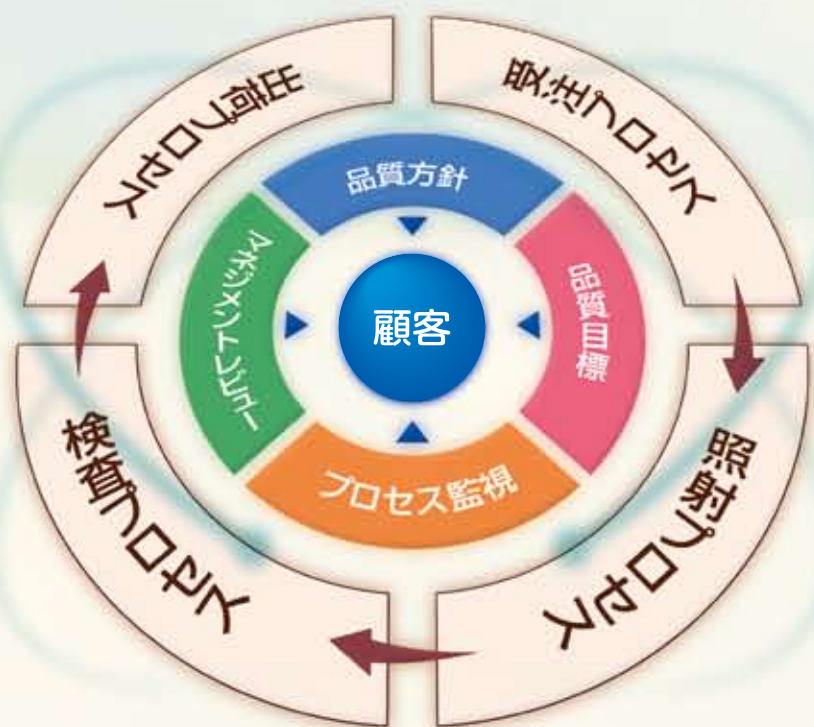 出荷プロセス
受注プロセス
品質方針
マネジメントレビュー
顧客
品質目標
プロセス監視
検査プロセス
照射プロセス